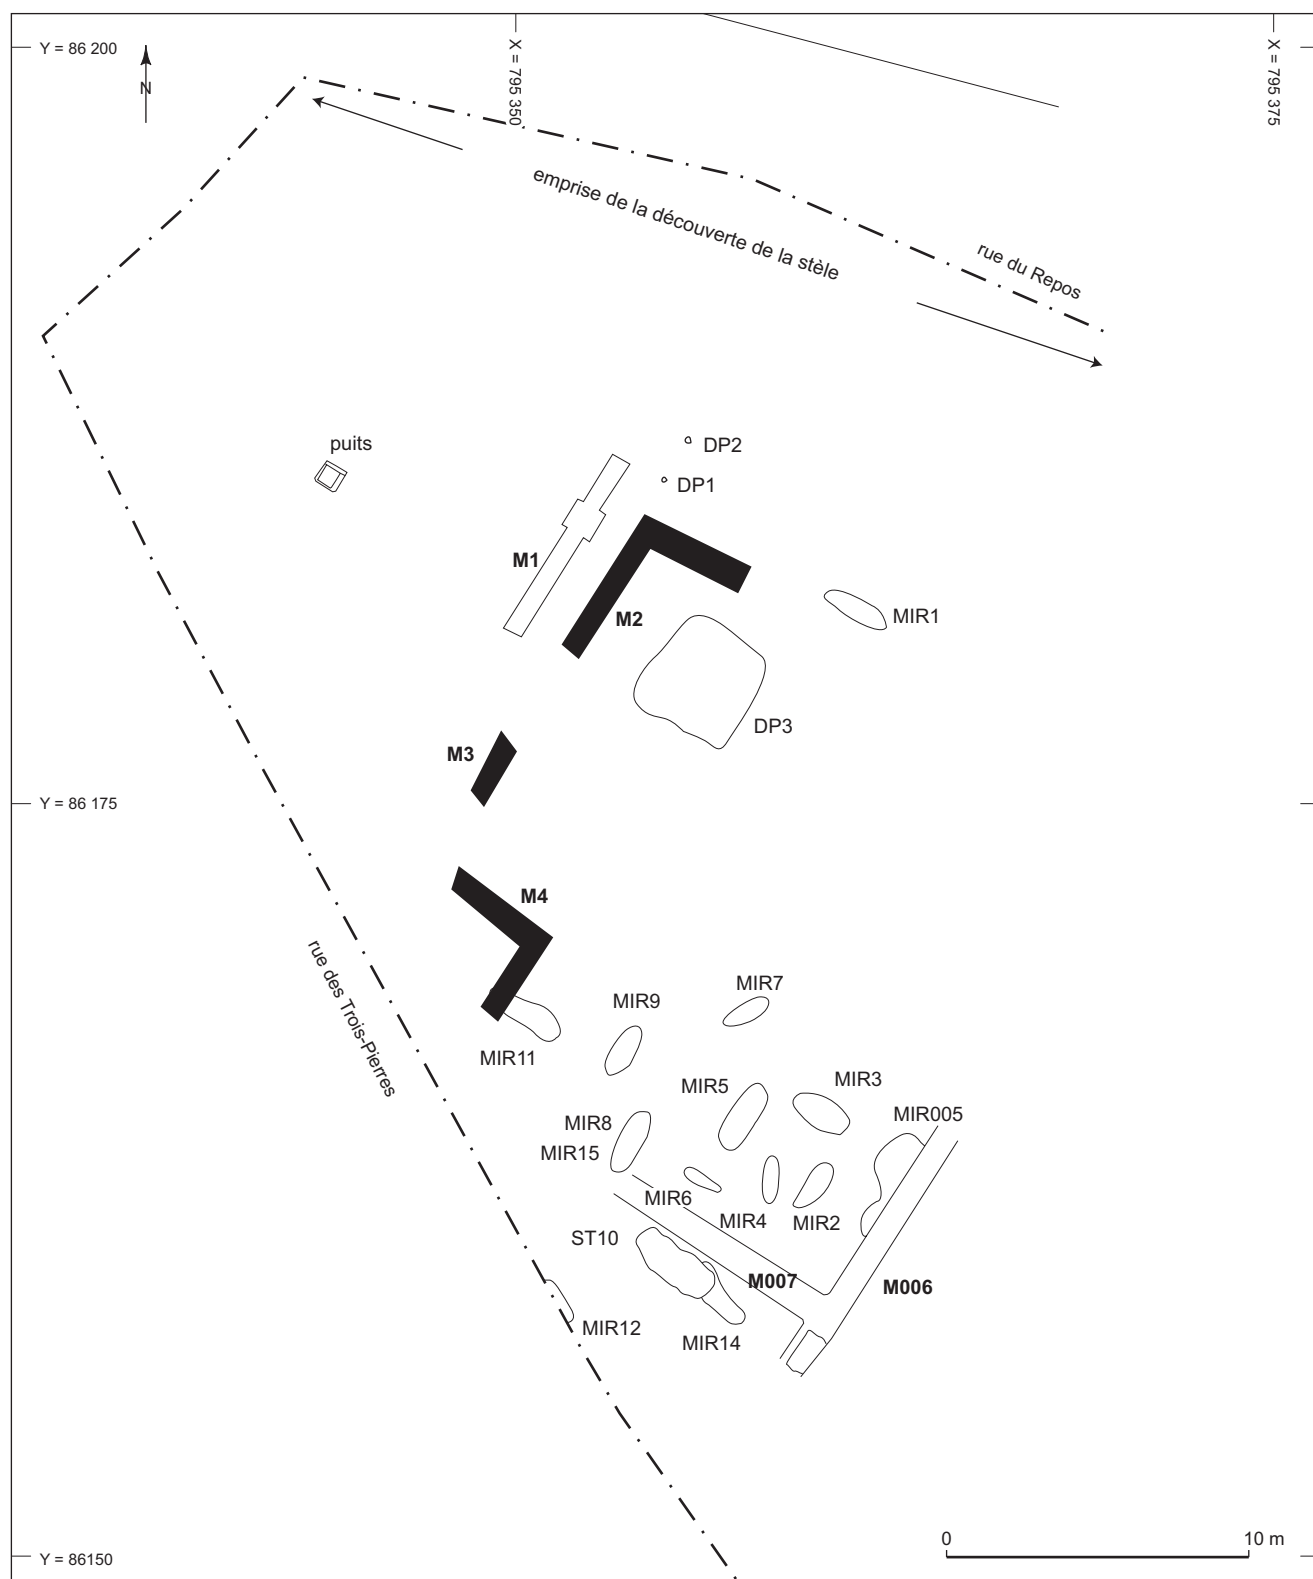 Y = 86 200
N
X = 795 350
X = 795 375
emprise de la découverte de la stèle
rue du Repos
puits
DP2
DP1
M1
M2
MIR1
DP3
M3
Y = 86 175
M4
rue des Trois-Pierres
MIR9
MIR7
MIR11
MIR5
MIR3
MIR005
MIR8
MIR15
MIR6
MIR4
MIR2
ST10
M007
M006
MIR12
MIR14
0
10 m
Y = 86150